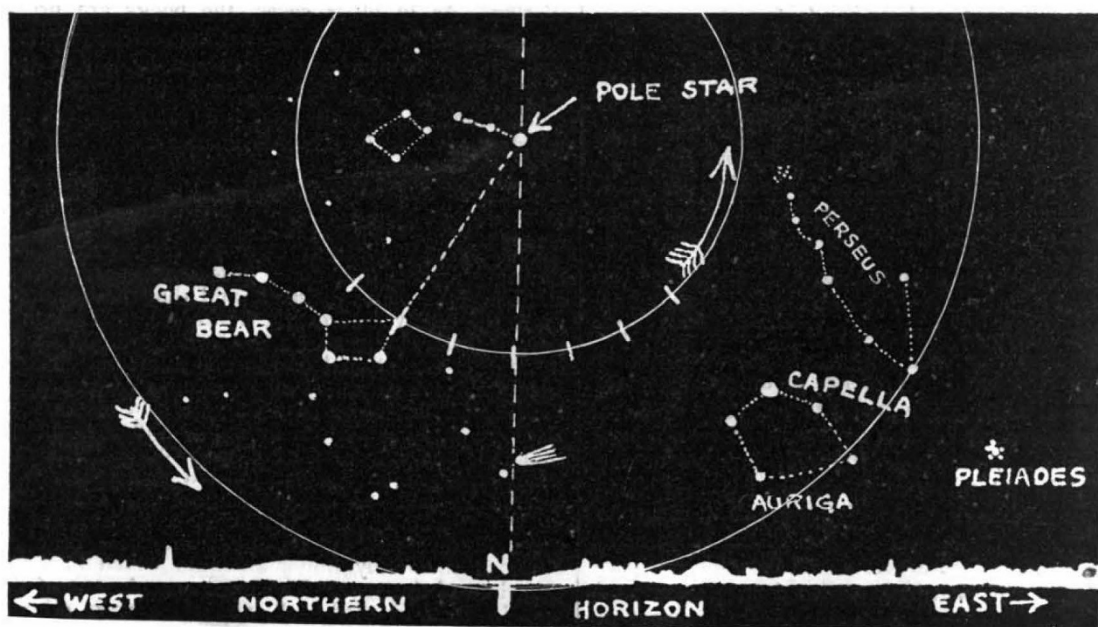 POLE STAR
PERSEUS
GREAT
BEAR
CAPELLA
PLEIADES
AURIGA
N
←WEST NORTHERN HORIZON EAST→